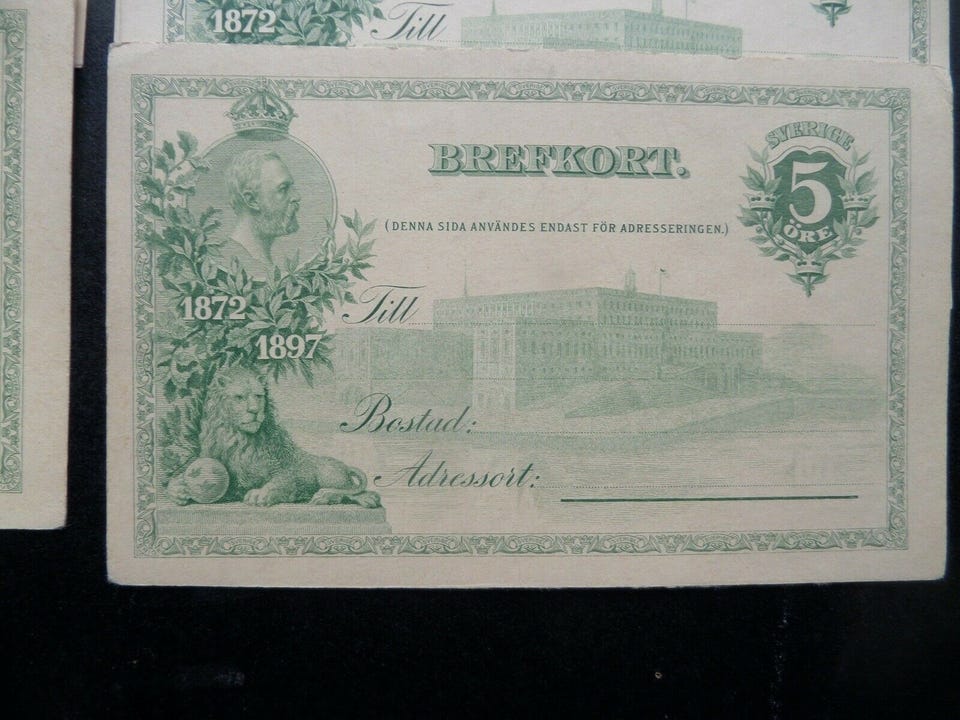 1872 Till
BREFKORT.
SVERIGE
5
ÖRE
(DENNA SIDA ANVÄNDES ENDAST FÖR ADRESSERINGEN.)
1872
1897
Till
Bostad:
Adressort: